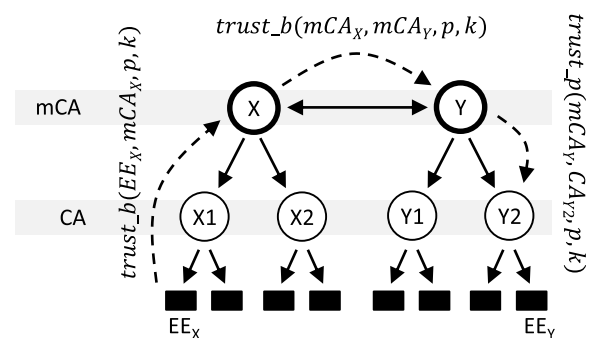 trust_b(mCA_X, mCA_Y, p, k)
trust_b(EE_X, mCA_X, p, k)
trust_p(mCA_Y, CA_Y2, p, k)
mCA
X
Y
CA
X1
X2
Y1
Y2
EE_X
EE_Y